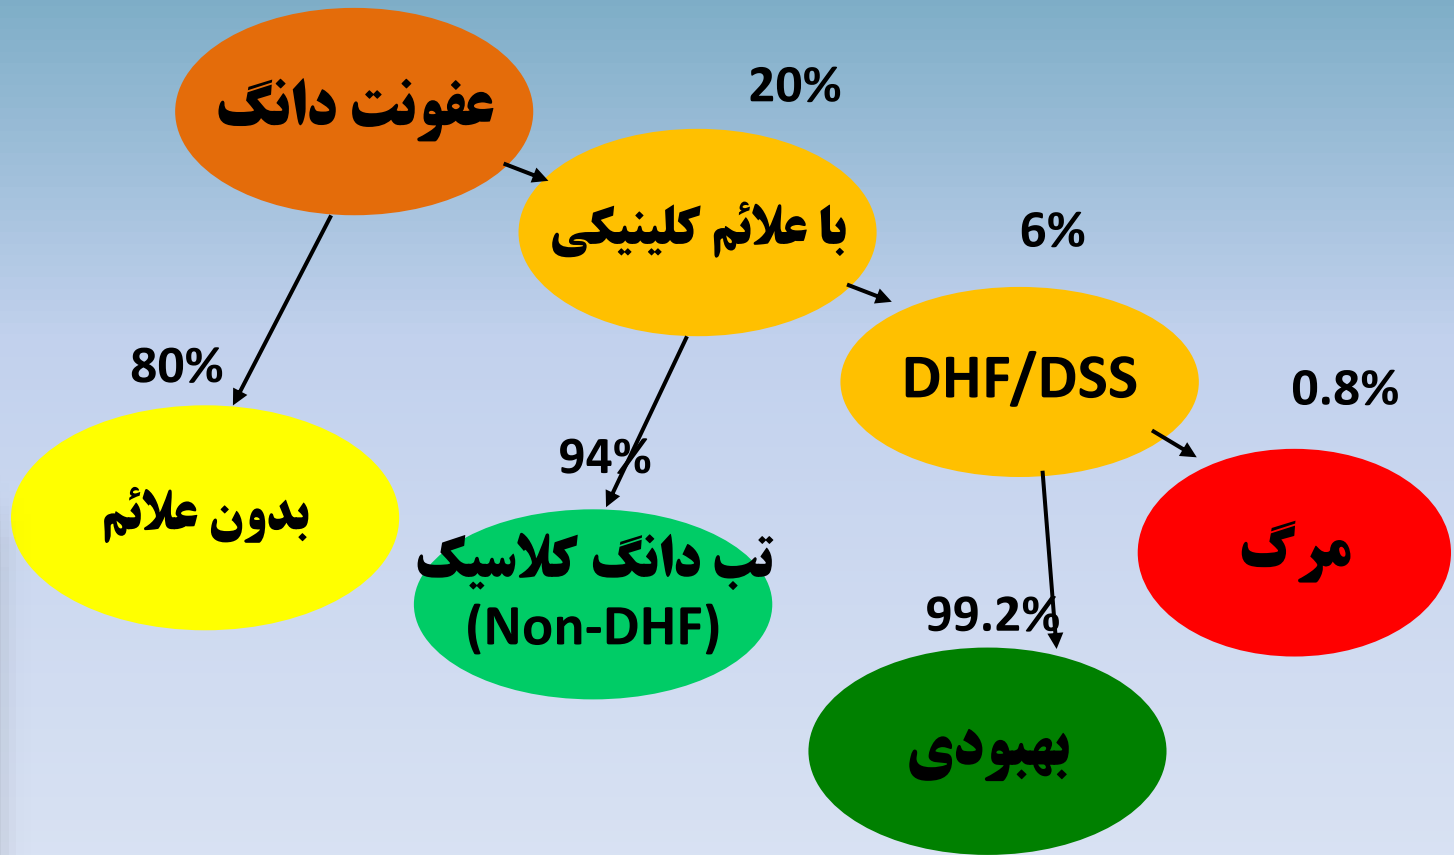 عفونت دانگ
20%
با علائم کلینیکی
6%
80%
DHF/DSS
0.8%
94%
بدون علائم
تب دانگ کلاسیک
(Non-DHF)
مرگ
99.2%
بهبودی